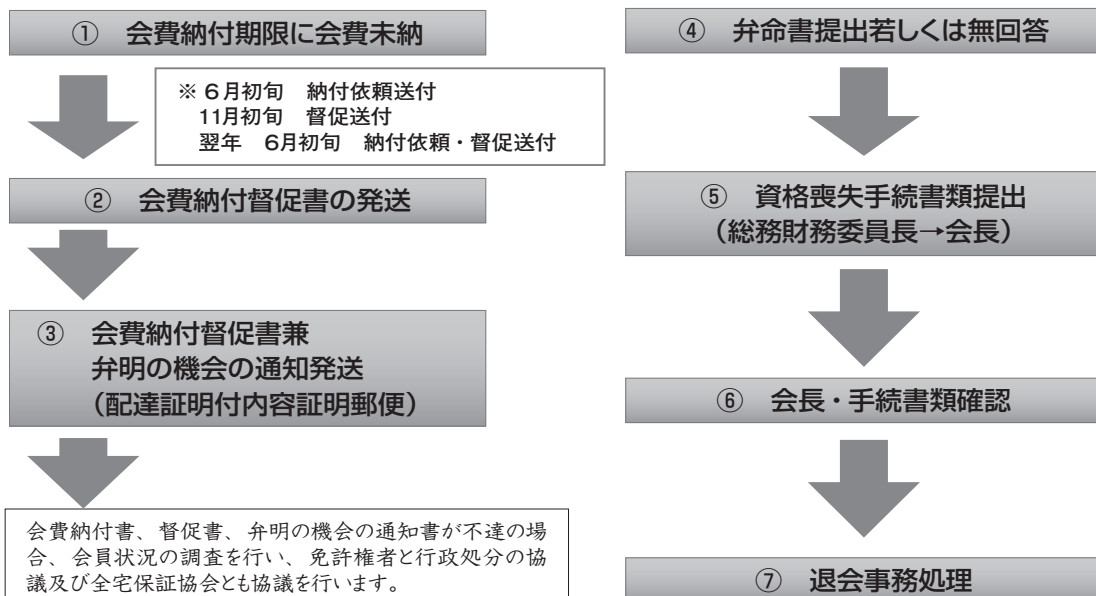 ① 会費納付期限に会費未納
※ 6月初旬 納付依頼送付
11月初旬 督促送付
翌年 6月初旬 納付依頼・督促送付
② 会費納付督促書の発送
③ 会費納付督促書兼
弁明の機会の通知発送
（配達証明付内容証明郵便）
会費納付書、督促書、弁明の機会の通知書が不達の場
合、会員状況の調査を行い、免許権者と行政処分の協
議及び全宅保証協会とも協議を行います。
④ 弁命書提出若しくは無回答
⑤ 資格喪失手続書類提出
（総務財務委員長→会長）
⑥ 会長・手続書類確認
⑦ 退会事務処理